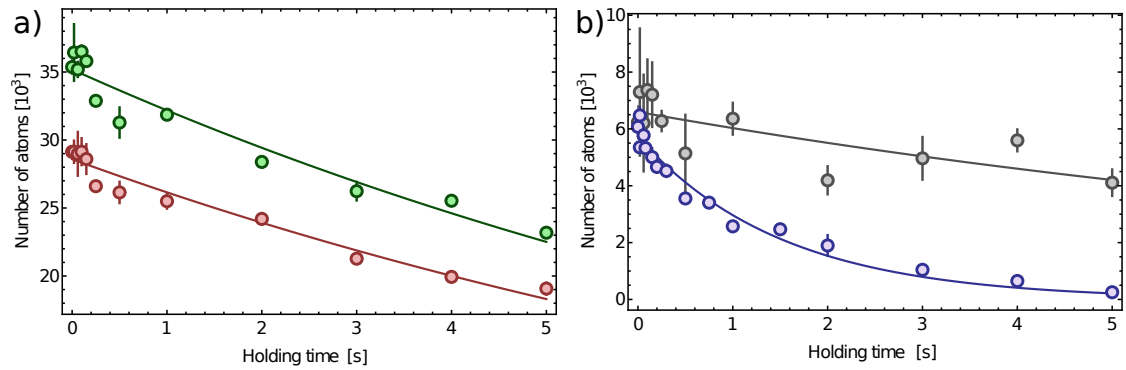 a)
Number of atoms [10³]
35
30
25
20
0 1 2 3 4 5
Holding time [s]
b)
Number of atoms [10³]
10
8
6
4
2
0
0 1 2 3 4 5
Holding time [s]